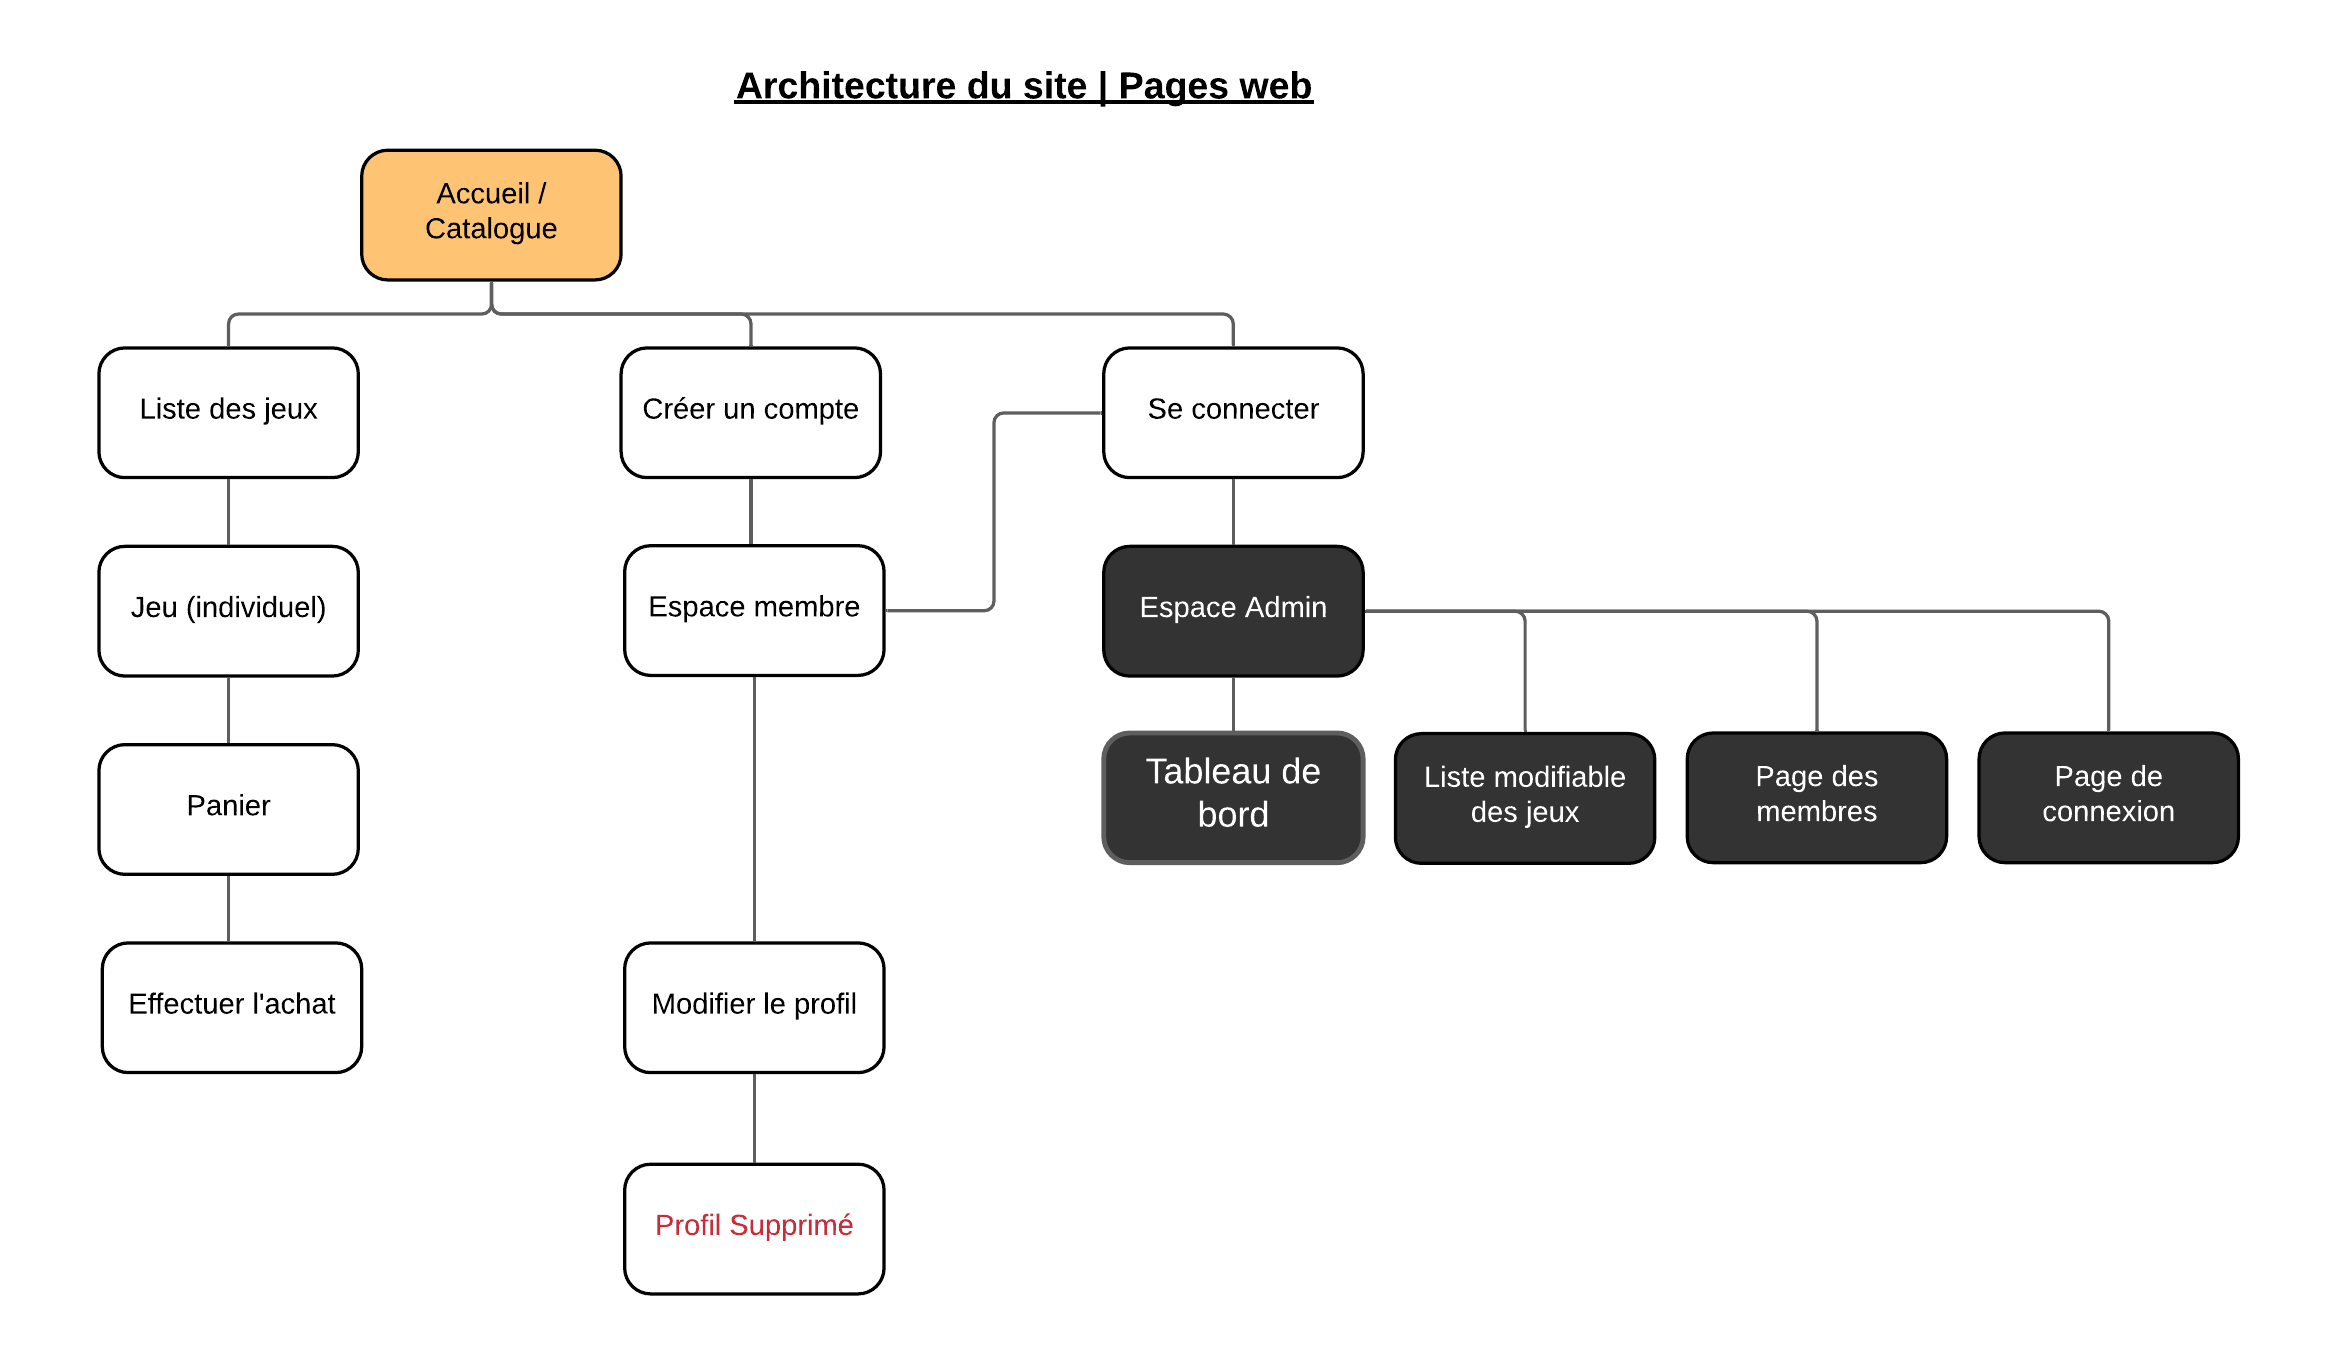 Architecture du site | Pages web
Accueil /
Catalogue
Liste des jeux
Créer un compte
Se connecter
Jeu (individuel)
Espace membre
Espace Admin
Panier
Tableau de
bord
Liste modifiable
des jeux
Page des
membres
Page de
connexion
Effectuer l'achat
Modifier le profil
Profil Supprimé